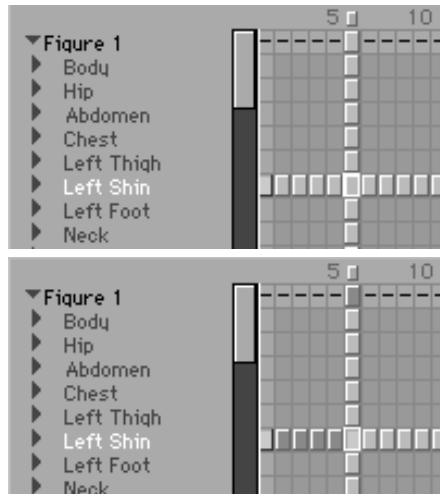 5 10
Figure 1
Body
Hip
Abdomen
Chest
Left Thigh
Left Shin
Left Foot
Neck
5 10
Figure 1
Body
Hip
Abdomen
Chest
Left Thigh
Left Shin
Left Foot
Neck